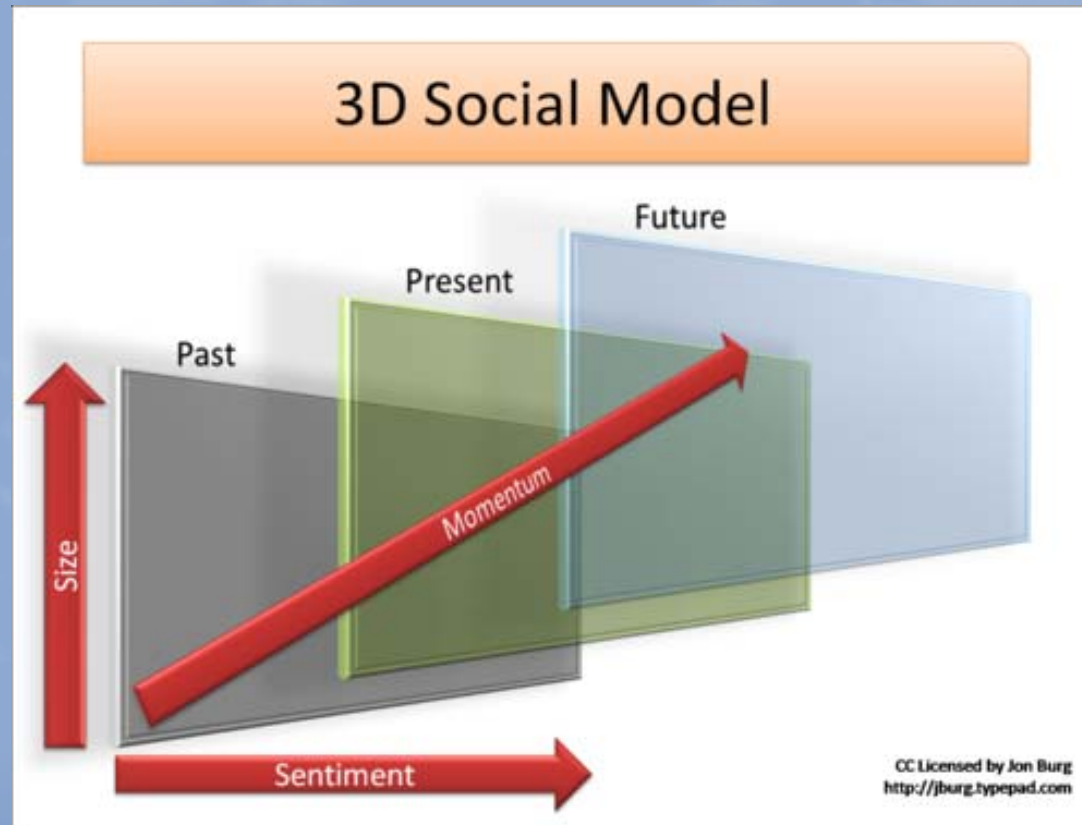 3D Social Model
Future
Present
Past
Size
Momentum
Sentiment
CC Licensed by Jon Burg
http://jburg.typepad.com